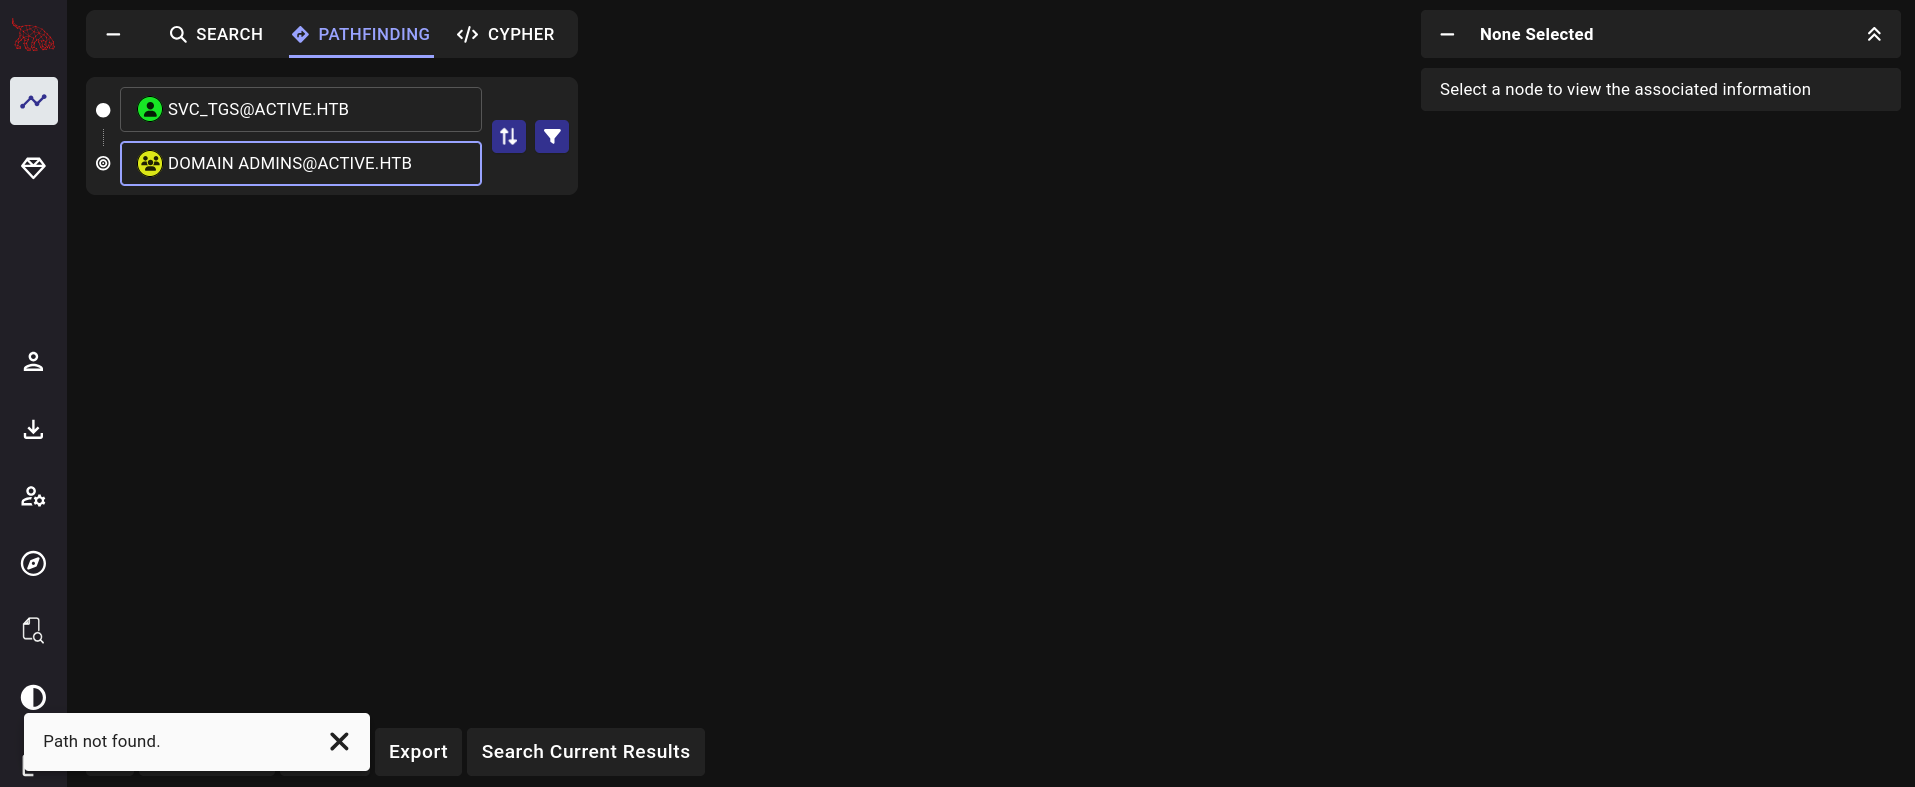 SEARCH
PATHFINDING
CYPHER
SVC_TGS@ACTIVE.HTB
DOMAIN ADMINS@ACTIVE.HTB
None Selected
Select a node to view the associated information
Path not found.
Export
Search Current Results